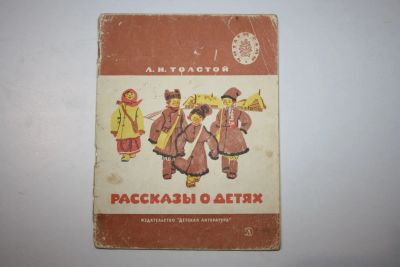 Л.Н.ТОЛСТОЙ
РАССКАЗЫ О ДЕТЯХ
ИЗДАТЕЛЬСТВО "ДЕТСКАЯ ЛИТЕРАТУРА"